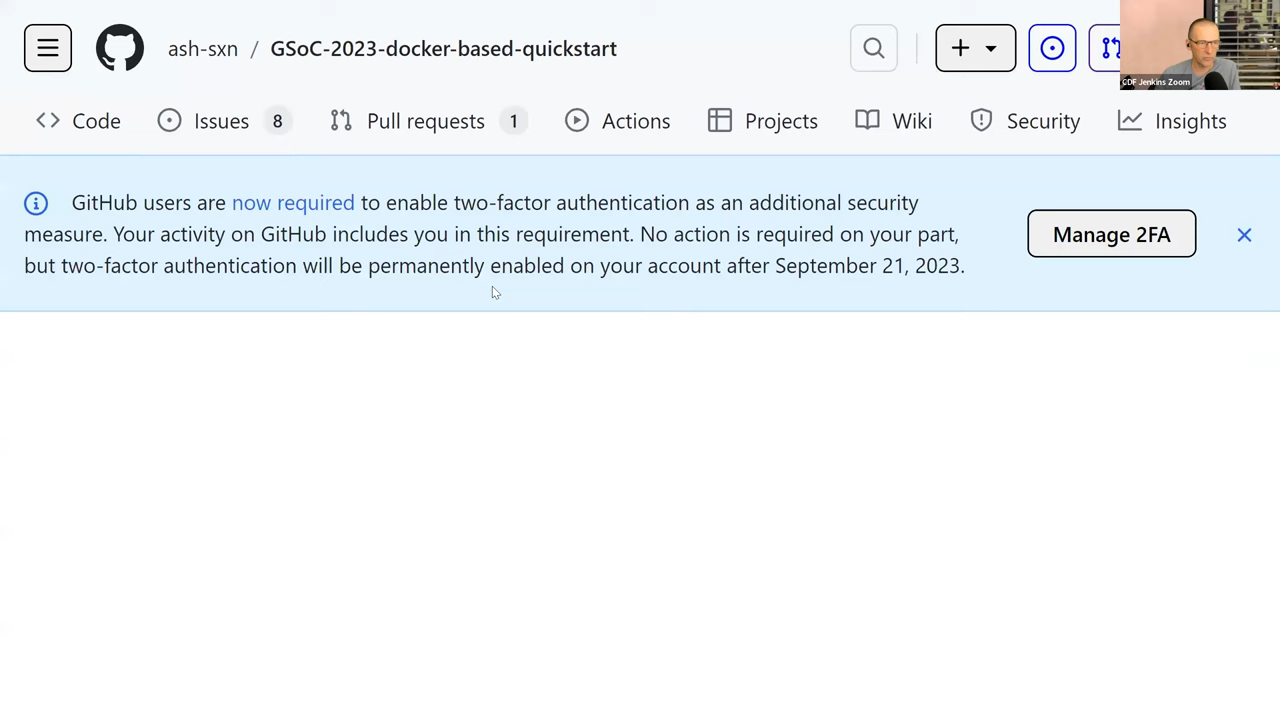 ash-sxn / GSoC-2023-docker-based-quickstart
CDF Jenkins Zoom
Code Issues 8 Pull requests 1 Actions Projects Wiki Security Insights
GitHub users are now required to enable two-factor authentication as an additional security
measure. Your activity on GitHub includes you in this requirement. No action is required on your part,
but two-factor authentication will be permanently enabled on your account after September 21, 2023.
Manage 2FA